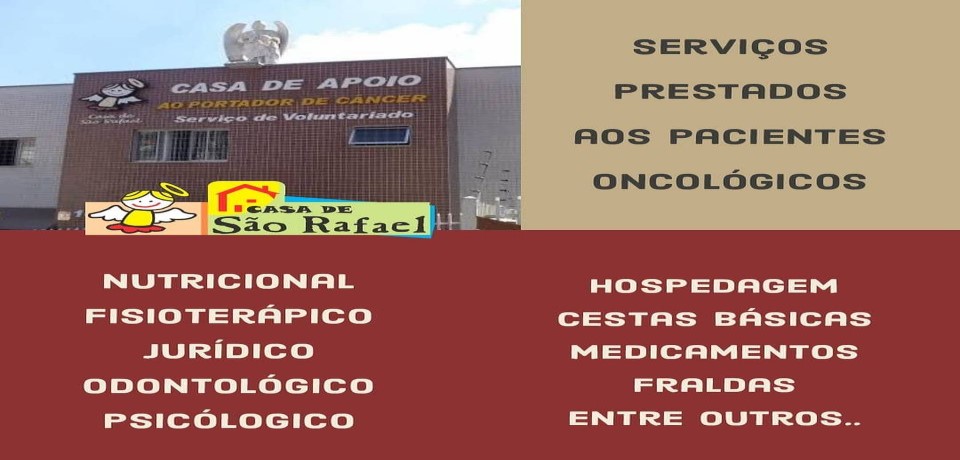 CASA DE APOIO
AO PORTADOR DE CÂNCER
Serviço de Voluntariado
Casa de
São Rafael
CASA DE
São Rafael
SERVIÇOS
PRESTADOS
AOS PACIENTES
ONCOLÓGICOS
NUTRICIONAL
FISIOTERÁPICO
JURÍDICO
ODONTOLÓGICO
PSICÓLOGICO
HOSPEDAGEM
CESTAS BÁSICAS
MEDICAMENTOS
FRALDAS
ENTRE OUTROS..